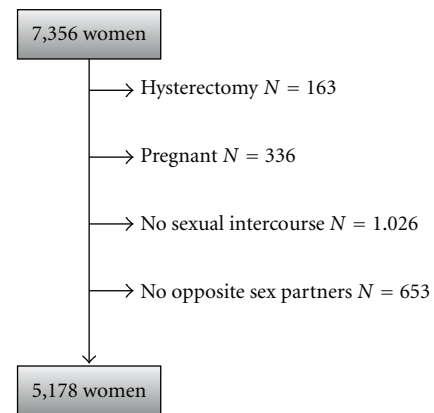 7,356 women
Hysterectomy N = 163
Pregnant N = 336
No sexual intercourse N = 1.026
No opposite sex partners N = 653
5,178 women